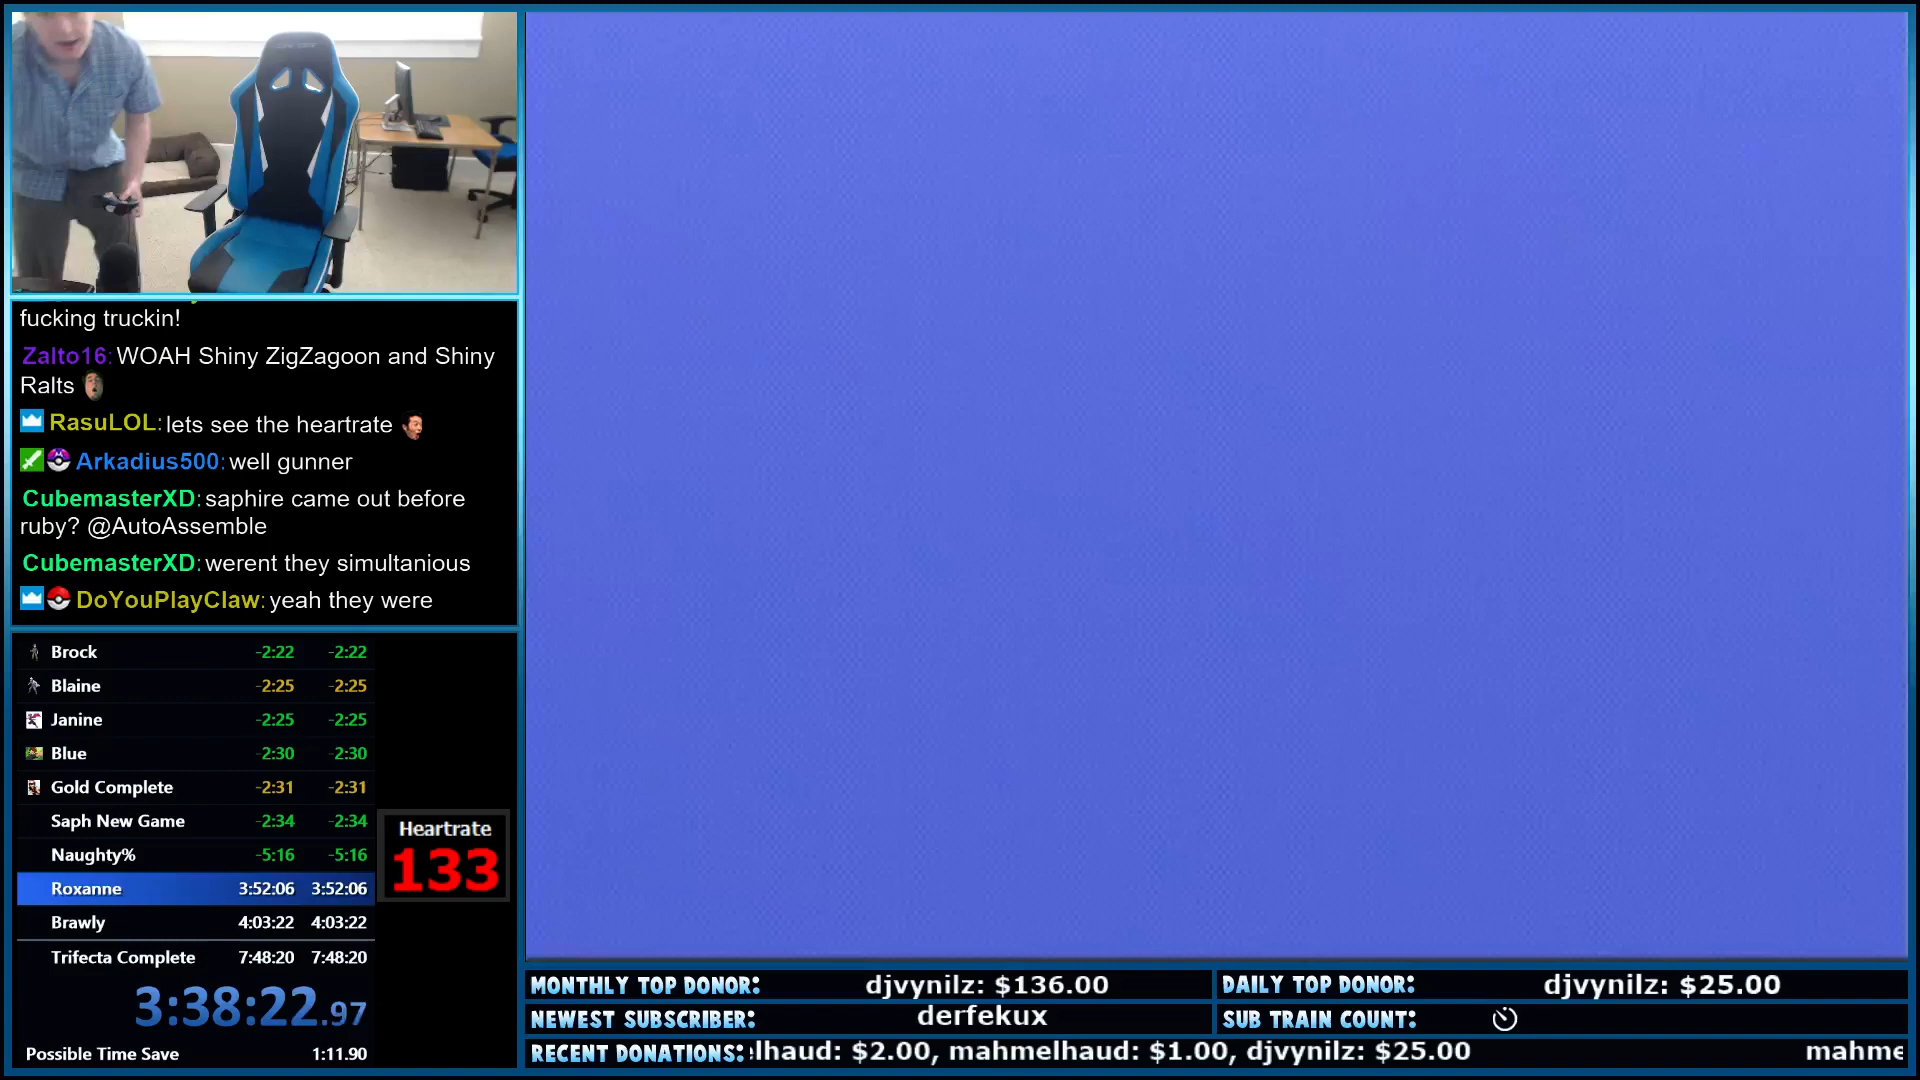 fucking truckin!
Zalto16: WOAH Shiny ZigZagoon and Shiny
Ralts
RasuLOL: lets see the heartrate
Arkadius500: well gunner
CubemasterXD: saphire came out before
ruby? @AutoAssemble
CubemasterXD: werent they simultanious
DoYouPlayClaw: yeah they were
Brock -2:22 -2:22
Blaine -2:25 -2:25
Janine -2:25 -2:25
Blue -2:30 -2:30
Gold Complete -2:31 -2:31
Saph New Game -2:34 -2:34
Naughty% -5:16 -5:16
Roxanne 3:52:06 3:52:06
Brawly 4:03:22 4:03:22
Trifecta Complete 7:48:20 7:48:20
3:38:22.97
Possible Time Save 1:11.90
Heartrate
133
MONTHLY TOP DONOR: djvynilz: $136.00
DAILY TOP DONOR: djvynilz: $25.00
NEWEST SUBSCRIBER: derfekux
SUB TRAIN COUNT:
RECENT DONATIONS: lhaud: $2.00, mahmelhaud: $1.00, djvynilz: $25.00 mahme